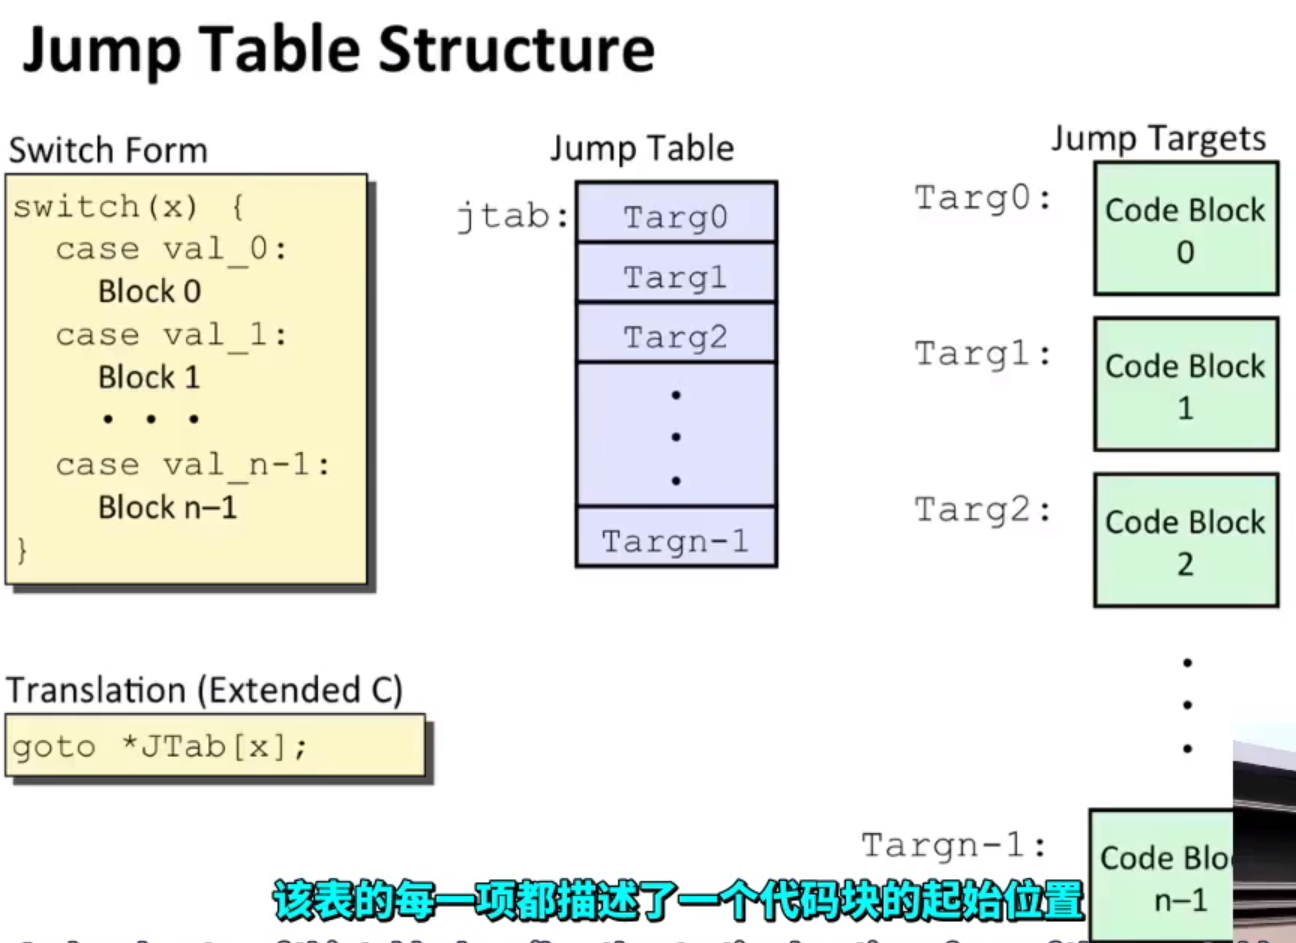 Jump Table Structure
Switch Form
switch(x) {
case val_0:
Block 0
case val_1:
Block 1
• • •
case val_n-1:
Block n–1
}
Translation (Extended C)
goto *JTab[x];
Jump Table
jtab:
Targ0
Targ1
Targ2
•
•
•
Targn-1
Jump Targets
Targ0:
Code Block
0
Targ1:
Code Block
1
Targ2:
Code Block
2
•
•
•
Targn-1:
Code Blo
n–1
该表的每一项都描述了一个代码块的起始位置